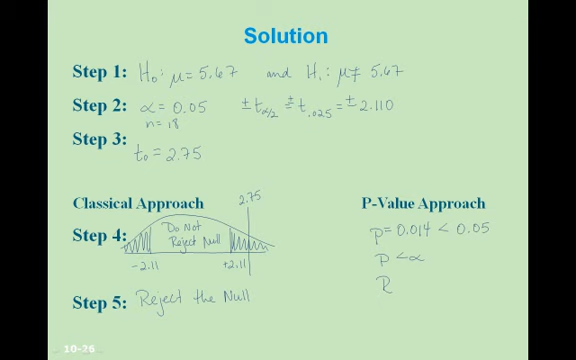 Solution
Step 1: H₀: μ = 5.67 and H₁: μ ≠ 5.67
Step 2: α = 0.05 ±t α/2 = ±t .025 = ±2.110
n = 18
Step 3
t₀ = 2.75
Classical Approach
2.75
Step 4: Do Not Reject Null
-2.11 +2.11
Step 5: Reject the Null
P-Value Approach
p = 0.014 < 0.05
p < α
R
10-26